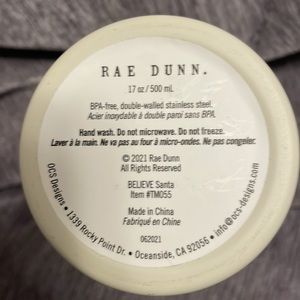 RAE DUNN.
17 oz / 500 mL
BPA-free, double-walled stainless steel.
Acier inoxydable à double paroi sans BPA.
Hand wash. Do not microwave. Do not freeze.
Laver à la main. Ne va pas au four à micro-ondes. Ne pas congeler.
© 2021 Rae Dunn
All Rights Reserved
BELIEVE Santa
Item #TM055
Made in China
Fabriqué en Chine
062021
OCS Designs • 1339 Rocky Point Dr. • Oceanside, CA 92056 • info@ocs-designs.com